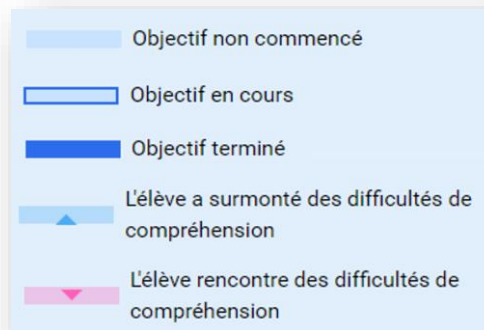 Objectif non commencé
Objectif en cours
Objectif terminé
L'élève a surmonté des difficultés de
compréhension
L'élève rencontre des difficultés de
compréhension